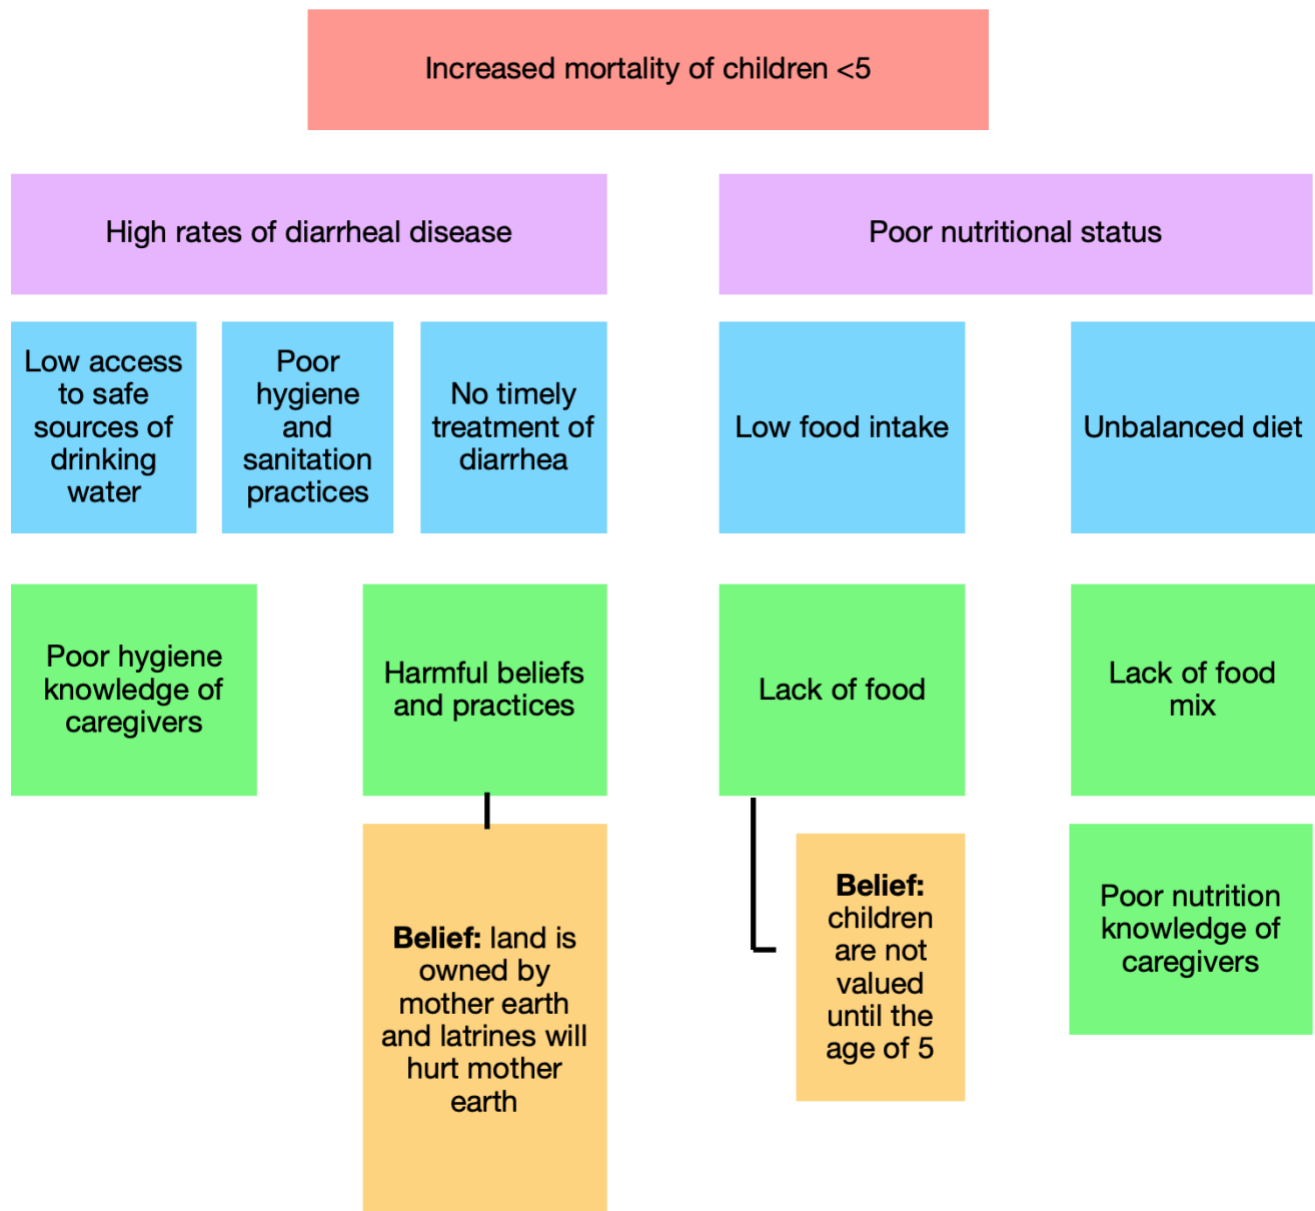 Increased mortality of children <5
High rates of diarrheal disease
Poor nutritional status
Low access
to safe
sources of
drinking
water
Poor
hygiene
and
sanitation
practices
No timely
treatment of
diarrhea
Low food intake
Unbalanced diet
Poor hygiene
knowledge of
caregivers
Harmful beliefs
and practices
Lack of food
Lack of food
mix
Belief: land is
owned by
mother earth
and latrines will
hurt mother
earth
Belief:
children
are not
valued
until the
age of 5
Poor nutrition
knowledge of
caregivers